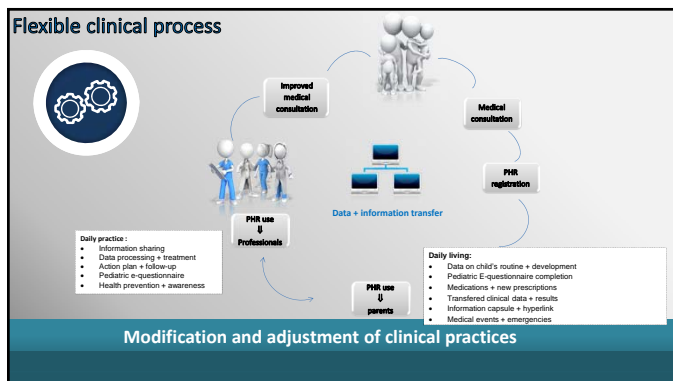 Flexible clinical process
Improved
medical
consultation
Medical
consultation
PHR
registration
Data + information transfer
PHR use
⇓
Professionals
Daily practice :
• Information sharing
• Data processing + treatment
• Action plan + follow-up
• Pediatric e-questionnaire
• Health prevention + awareness
Daily living:
• Data on child's routine + development
• Pediatric E-questionnaire completion
• Medications + new prescriptions
• Transfered clinical data + results
• Information capsule + hyperlink
• Medical events + emergencies
PHR use
⇓
parents
Modification and adjustment of clinical practices